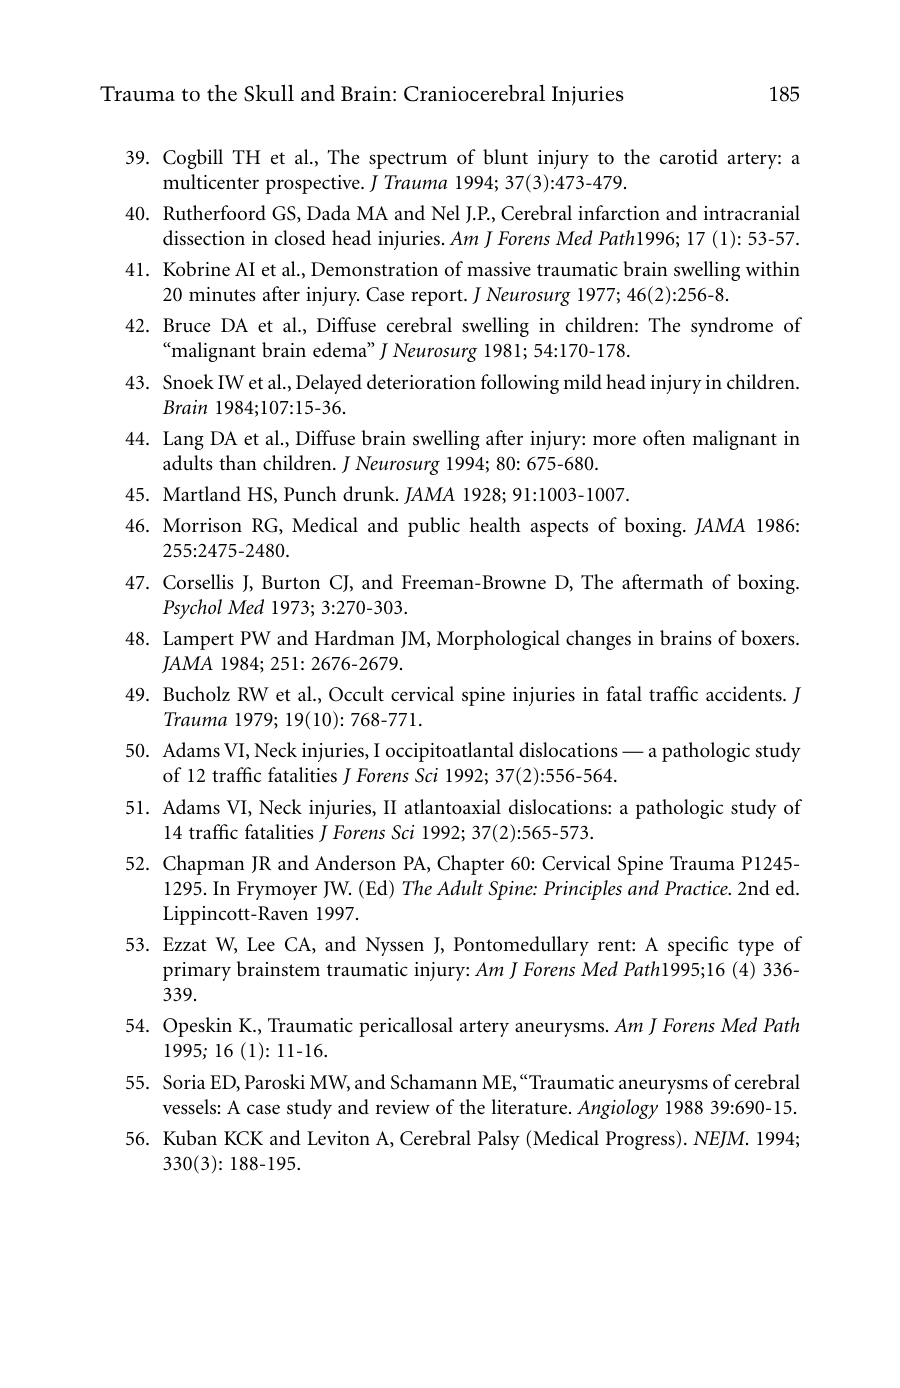 Trauma to the Skull and Brain: Craniocerebral Injuries 185
39. Cogbill TH et al., The spectrum of blunt injury to the carotid artery: a
multicenter prospective. J Trauma 1994; 37(3):473-479.
40. Rutherfoord GS, Dada MA and Nel J.P., Cerebral infarction and intracranial
dissection in closed head injuries. Am J Forens Med Path1996; 17 (1): 53-57.
41. Kobrine AI et al., Demonstration of massive traumatic brain swelling within
20 minutes after injury. Case report. J Neurosurg 1977; 46(2):256-8.
42. Bruce DA et al., Diffuse cerebral swelling in children: The syndrome of
“malignant brain edema” J Neurosurg 1981; 54:170-178.
43. Snoek IW et al., Delayed deterioration following mild head injury in children.
Brain 1984;107:15-36.
44. Lang DA et al., Diffuse brain swelling after injury: more often malignant in
adults than children. J Neurosurg 1994; 80: 675-680.
45. Martland HS, Punch drunk. JAMA 1928; 91:1003-1007.
46. Morrison RG, Medical and public health aspects of boxing. JAMA 1986:
255:2475-2480.
47. Corsellis J, Burton CJ, and Freeman-Browne D, The aftermath of boxing.
Psychol Med 1973; 3:270-303.
48. Lampert PW and Hardman JM, Morphological changes in brains of boxers.
JAMA 1984; 251: 2676-2679.
49. Bucholz RW et al., Occult cervical spine injuries in fatal traffic accidents. J
Trauma 1979; 19(10): 768-771.
50. Adams VI, Neck injuries, I occipitoatlantal dislocations — a pathologic study
of 12 traffic fatalities J Forens Sci 1992; 37(2):556-564.
51. Adams VI, Neck injuries, II atlantoaxial dislocations: a pathologic study of
14 traffic fatalities J Forens Sci 1992; 37(2):565-573.
52. Chapman JR and Anderson PA, Chapter 60: Cervical Spine Trauma P1245-
1295. In Frymoyer JW. (Ed) The Adult Spine: Principles and Practice. 2nd ed.
Lippincott-Raven 1997.
53. Ezzat W, Lee CA, and Nyssen J, Pontomedullary rent: A specific type of
primary brainstem traumatic injury: Am J Forens Med Path1995;16 (4) 336-
339.
54. Opeskin K., Traumatic pericallosal artery aneurysms. Am J Forens Med Path
1995; 16 (1): 11-16.
55. Soria ED, Paroski MW, and Schamann ME, “Traumatic aneurysms of cerebral
vessels: A case study and review of the literature. Angiology 1988 39:690-15.
56. Kuban KCK and Leviton A, Cerebral Palsy (Medical Progress). NEJM. 1994;
330(3): 188-195.